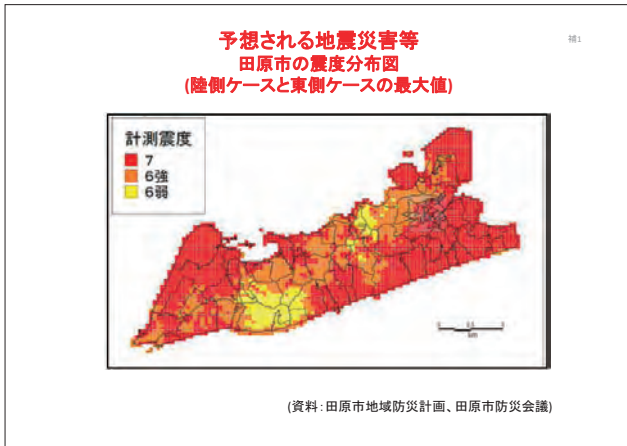 補1
予想される地震災害等
田原市の震度分布図
(陸側ケースと東側ケースの最大値)
計測震度
7
6強
6弱
(資料:田原市地域防災計画、田原市防災会議)